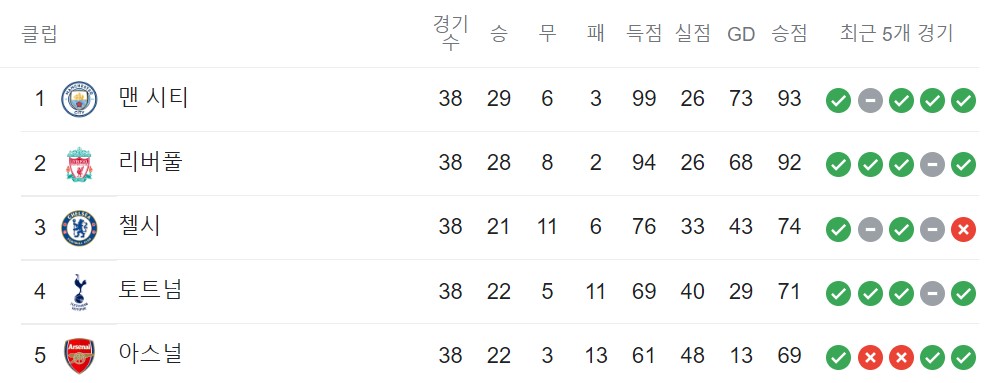 클럽 경기수 승 무 패 득점 실점 GD 승점 최근 5개 경기
1 맨 시티 38 29 6 3 99 26 73 93
2 리버풀 38 28 8 2 94 26 68 92
3 첼시 38 21 11 6 76 33 43 74
4 토트넘 38 22 5 11 69 40 29 71
5 아스널 38 22 3 13 61 48 13 69